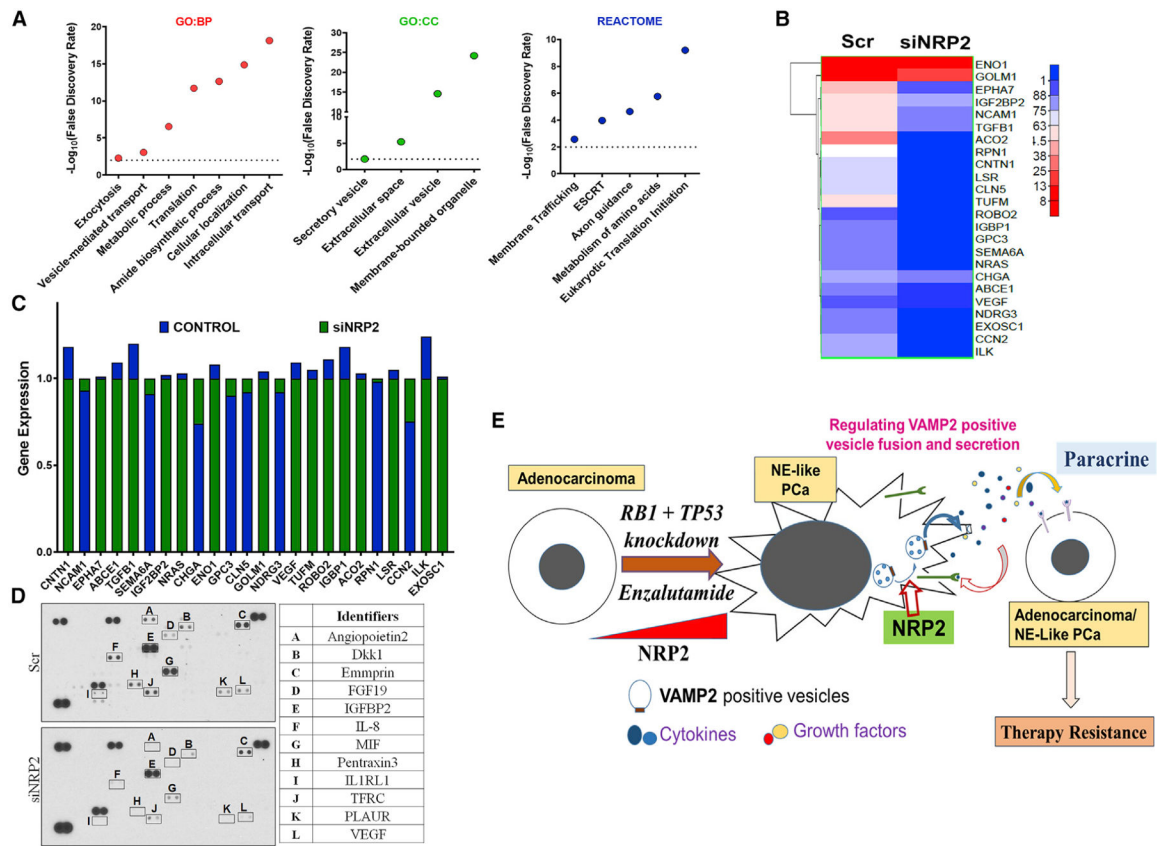 A
GO:BP
-Log10(False Discovery Rate)
20
15
10
5
0
Exocytosis
Vesicle-mediated transport
Metabolic process
Translation
Amide biosynthetic process
Cellular localization
Intracellular transport
GO:CC
-Log10(False Discovery Rate)
30
20
10
10
8
6
4
2
0
Secretory vesicle
Extracellular space
Extracellular vesicle
Membrane-bounded organelle
REACTOME
-Log10(False Discovery Rate)
10
8
6
4
2
0
Membrane Trafficking
ESCRT
Axon guidance
Metabolism of amino acids
Eukaryotic Translation Initiation
B
Scr siNRP2
ENO1
GOLM1
EPHA7
IGF2BP2
NCAM1
TGFB1
ACO2
RPN1
CNTN1
LSR
CLN5
TUFM
ROBO2
IGBP1
GPC3
SEMA6A
NRAS
CHGA
ABCE1
VEGF
NDRG3
EXOSC1
CCN2
ILK
1
88
75
63
4.5
38
25
13
8
C
CONTROL siNRP2
Gene Expression
1.0
0.5
0.0
CNTN1
NCAM1
EPHA7
ABCE1
TGFB1
SEMA6A
IGF2BP2
NRAS
CHGA
ENO1
GPC3
CLN5
GOLM1
NDRG3
VEGF
TUFM
ROBO2
IGBP1
ACO2
RPN1
LSR
CCN2
ILK
EXOSC1
D
Scr
A
B
C
D
E
F
G
H
I
J
K
L
siNRP2
A
B
C
D
E
F
G
H
I
J
K
L
Identifiers
A Angiopoietin2
B Dkk1
C Emmprin
D FGF19
E IGFBP2
F IL-8
G MIF
H Pentraxin3
I IL1RL1
J TFRC
K PLAUR
L VEGF
E
Regulating VAMP2 positive
vesicle fusion and secretion
Adenocarcinoma
NE-like
PCa
Paracrine
RB1 + TP53
knockdown
Enzalutamide
NRP2
NRP2
Adenocarcinoma/
NE-Like PCa
VAMP2 positive vesicles
Cytokines
Growth factors
Therapy Resistance